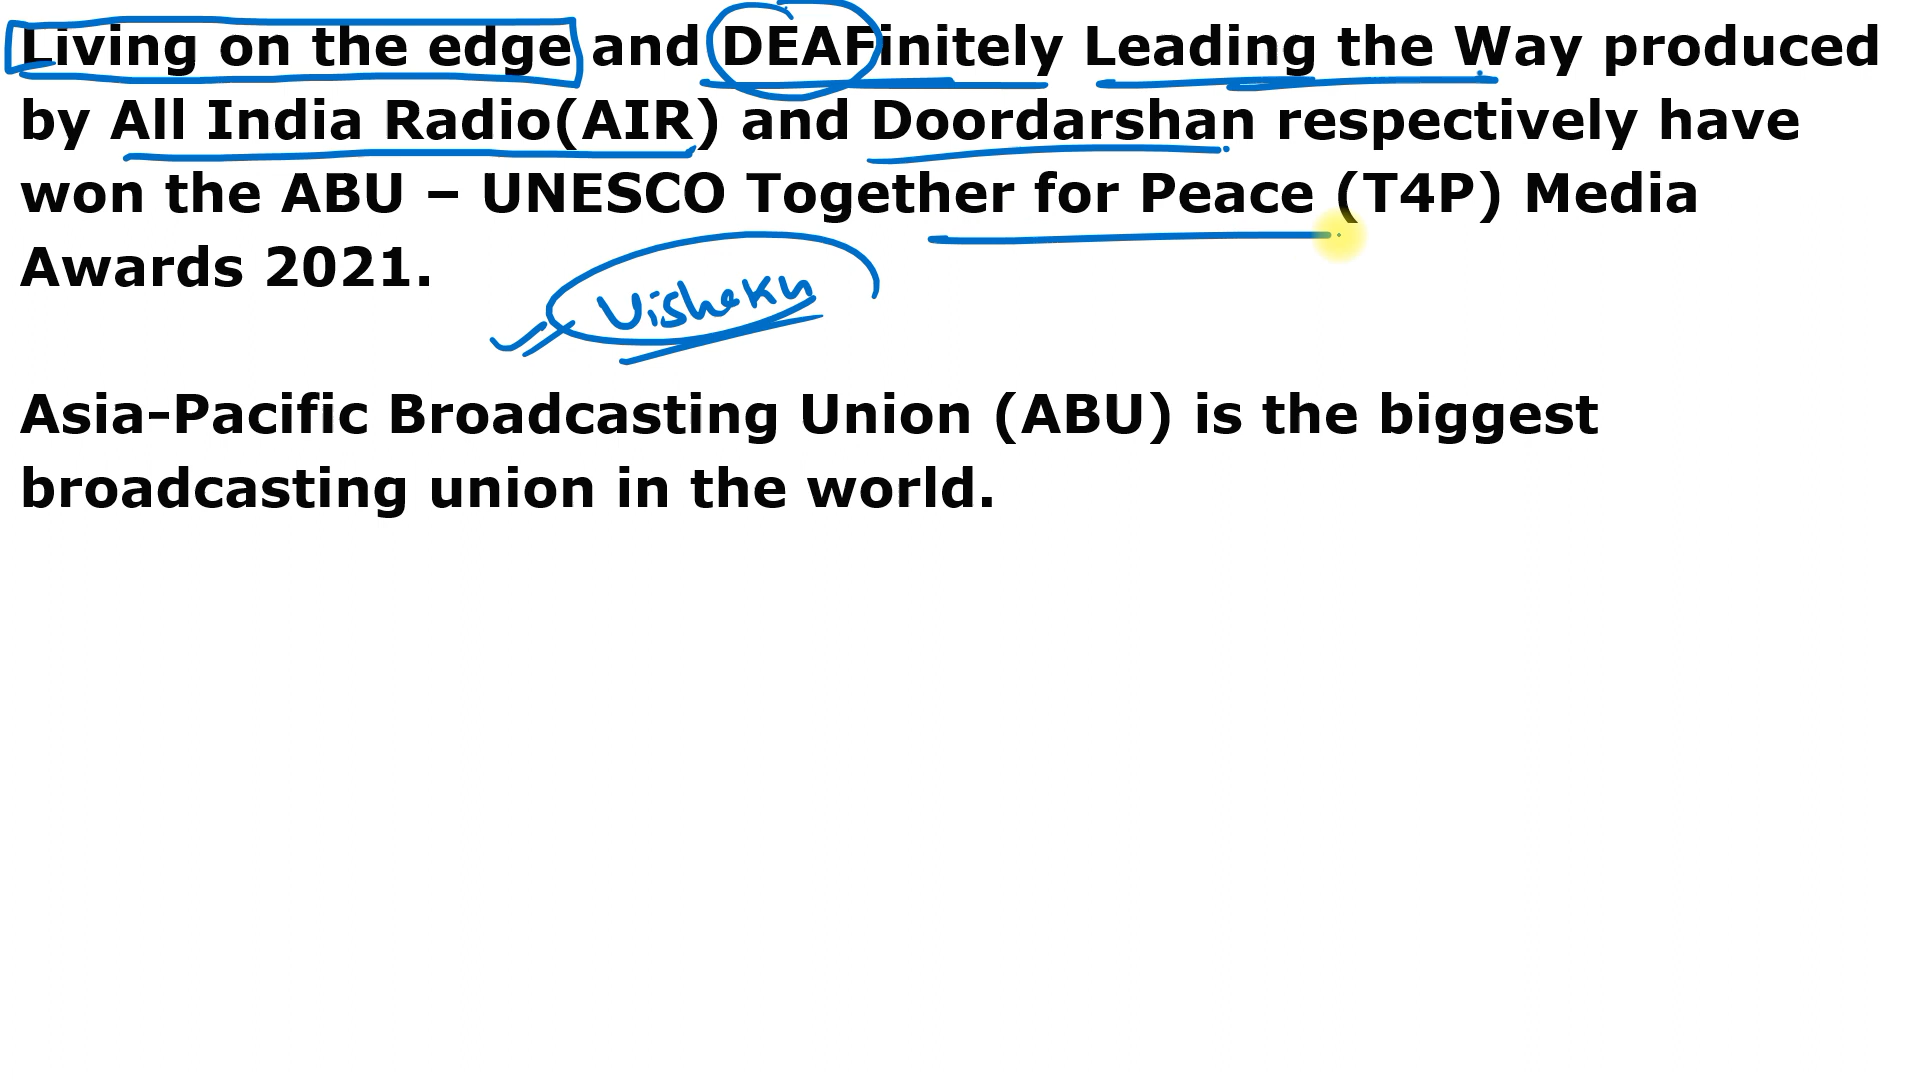 Living on the edge and DEAFinitely Leading the Way produced
by All India Radio(AIR) and Doordarshan respectively have
won the ABU – UNESCO Together for Peace (T4P) Media
Awards 2021.
Asia-Pacific Broadcasting Union (ABU) is the biggest
broadcasting union in the world.